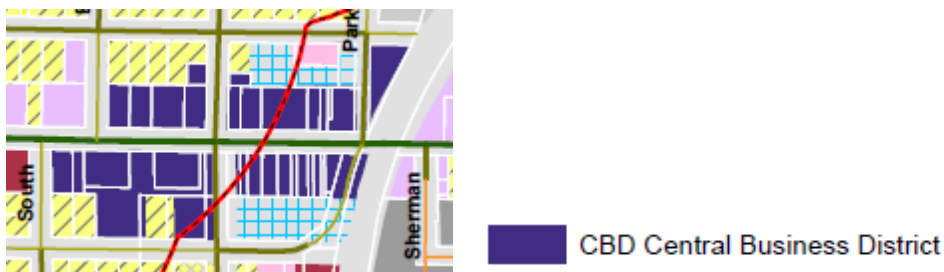 Park
South
Sherman
CBD Central Business District